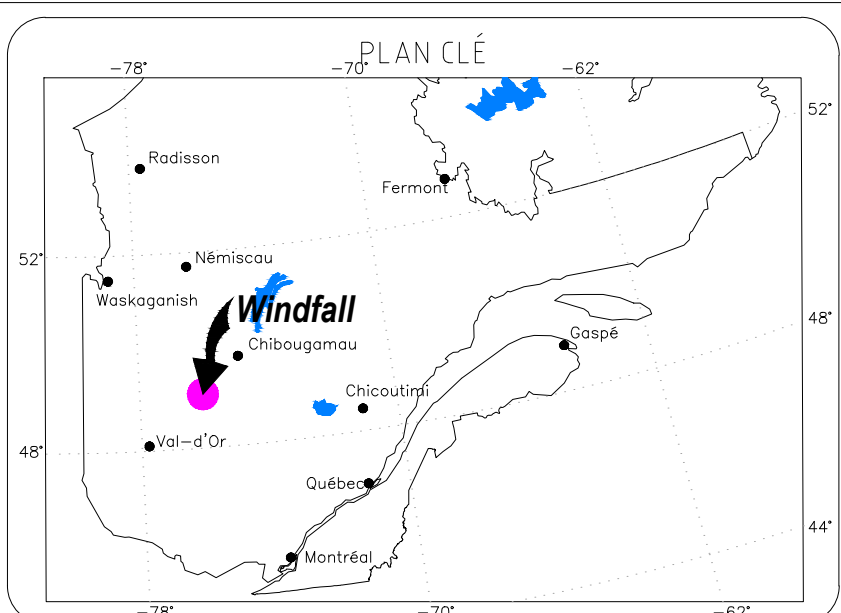 PLAN CLÉ
-78°
-70°
-62°
52°
Radisson
Fermont
52°
Némiscau
Waskaganish
Windfall
Chibougamau
Gaspé
48°
Chicoutimi
Val-d'Or
48°
Québec
44°
Montréal
-78°
-70°
-62°